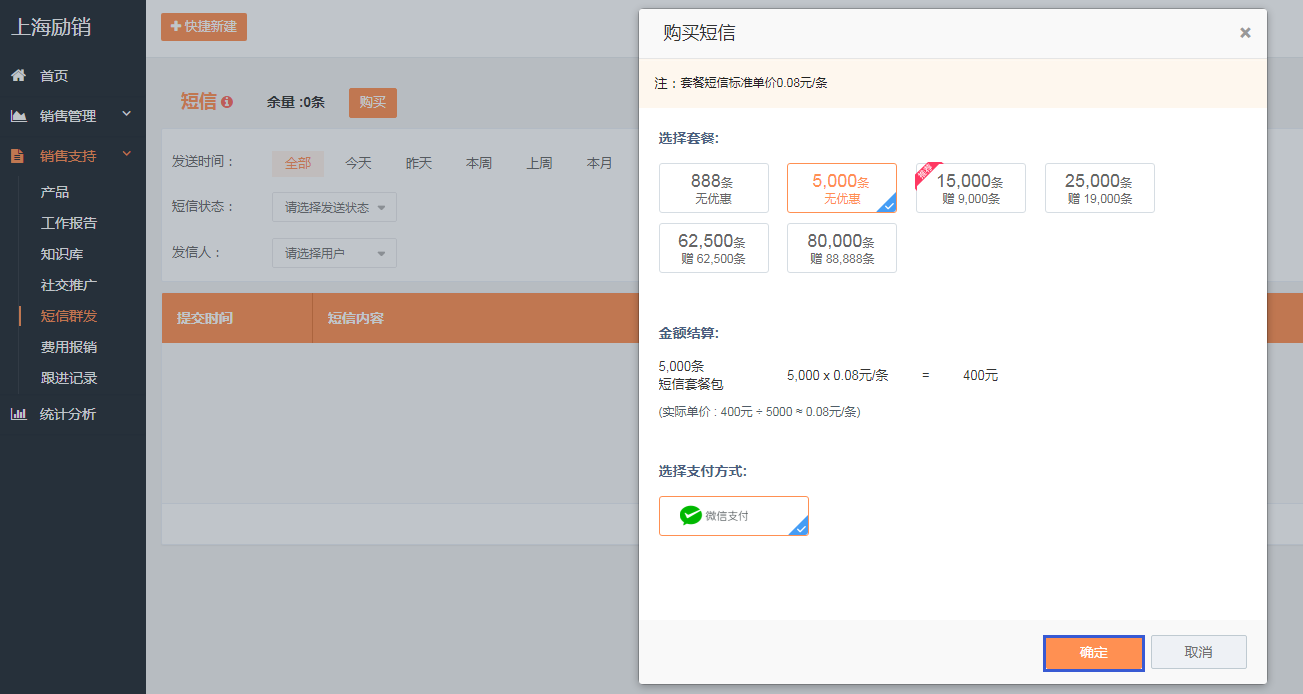 上海励销
首页
销售管理
销售支持
产品
工作报告
知识库
社交推广
短信群发
费用报销
跟进记录
统计分析
快捷新建
短信 余量 :0条 购买
发送时间 : 全部 今天 昨天 本周 上周 本月
短信状态 : 请选择发送状态
发信人 : 请选择用户
提交时间 短信内容
购买短信 ×
注 : 套餐短信标准单价0.08元/条
选择套餐:
888条
无优惠
5,000条
无优惠
推荐
15,000条
赠 9,000条
25,000条
赠 19,000条
62,500条
赠 62,500条
80,000条
赠 88,888条
金额结算:
5,000条
短信套餐包
5,000 x 0.08元/条 = 400元
(实际单价 : 400元 ÷ 5000 ≈ 0.08元/条)
选择支付方式:
微信支付
确定 取消